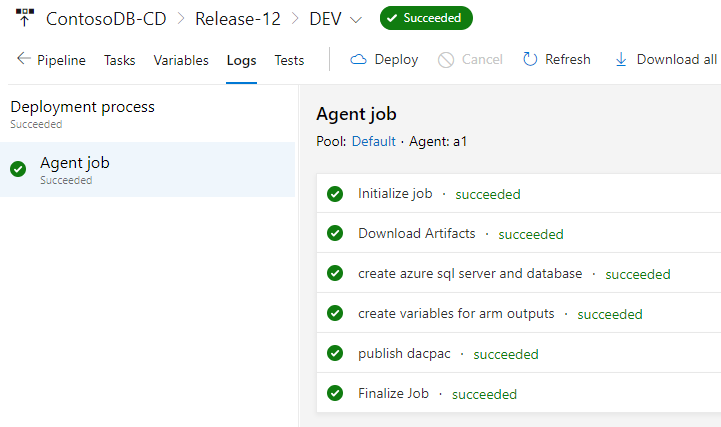 ContosoDB-CD > Release-12 > DEV Succeeded
Pipeline Tasks Variables Logs Tests Deploy Cancel Refresh Download all
Deployment process
Succeeded
Agent job
Succeeded
Agent job
Pool: Default · Agent: a1
Initialize job · succeeded
Download Artifacts · succeeded
create azure sql server and database · succeeded
create variables for arm outputs · succeeded
publish dacpac · succeeded
Finalize Job · succeeded